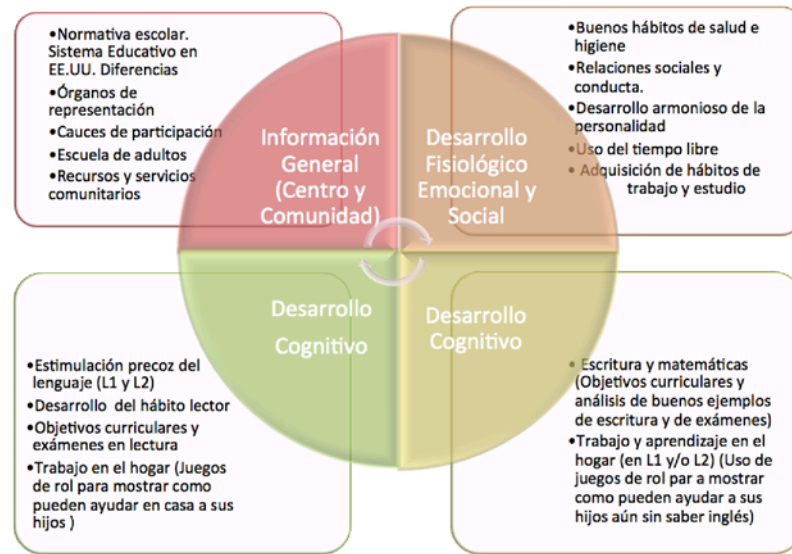 •Normativa escolar.
Sistema Educativo en
EE.UU. Diferencias
•Órganos de
representación
•Cauces de participación
•Escuela de adultos
•Recursos y servicios
comunitarios
Información
General
(Centro y
Comunidad)
Desarrollo
Fisiológico
Emocional y
Social
•Buenos hábitos de salud e
higiene
•Relaciones sociales y
conducta.
•Desarrollo armonioso de la
personalidad
•Uso del tiempo libre
•Adquisición de hábitos de
trabajo y estudio
•Estimulación precoz del
lenguaje (L1 y L2)
•Desarrollo del hábito lector
•Objetivos curriculares y
exámenes en lectura
•Trabajo en el hogar (Juegos
de rol para mostrar como
pueden ayudar en casa a sus
hijos )
Desarrollo
Cognitivo
Desarrollo
Cognitivo
•Escritura y matemáticas
(Objetivos curriculares y
análisis de buenos ejemplos
de escritura y de exámenes)
•Trabajo y aprendizaje en el
hogar (en L1 y/o L2) (Uso de
juegos de rol par a mostrar
como pueden ayudar a sus
hijos aún sin saber inglés)